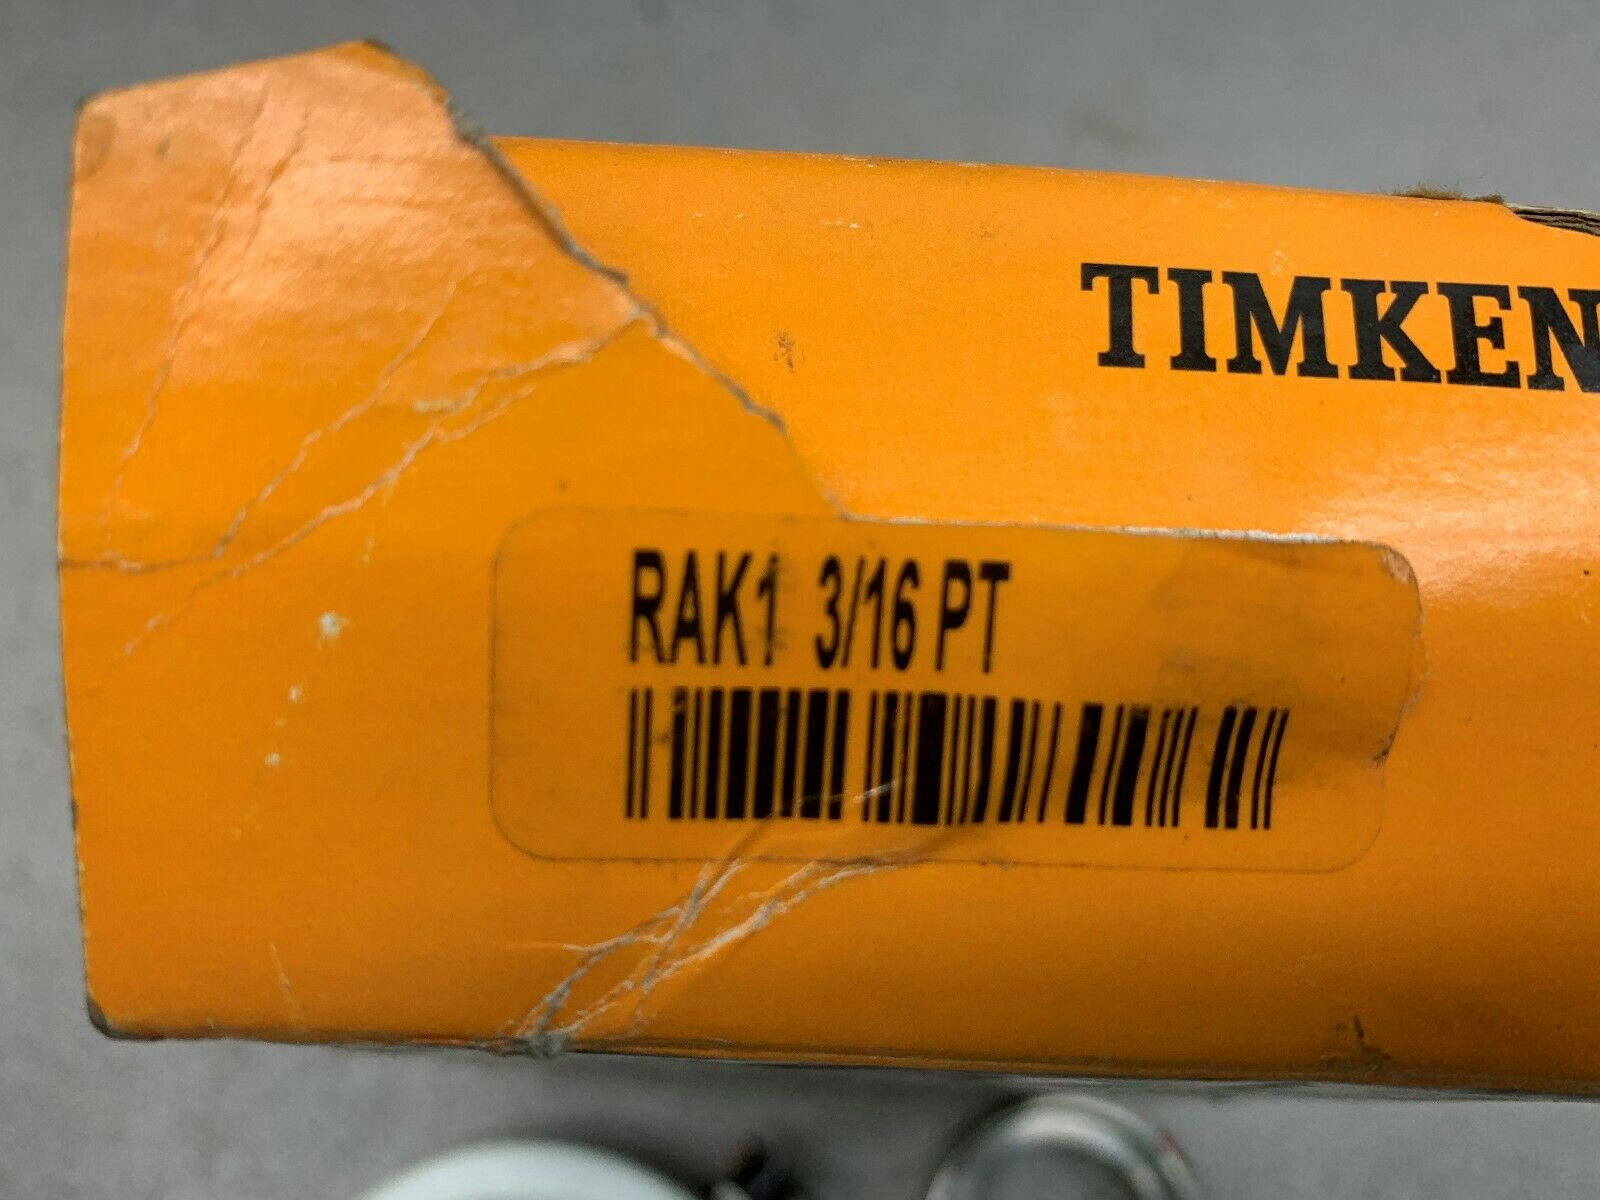 TIMKEN
RAK1 3/16 PT